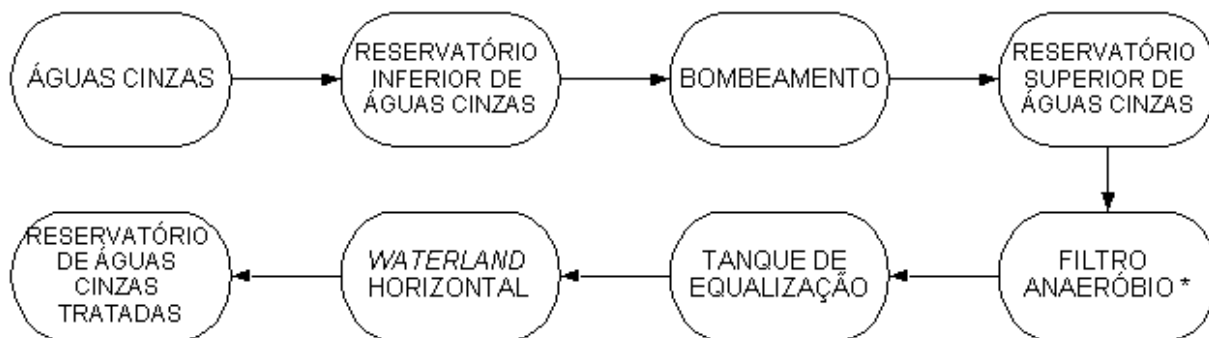 ÁGUAS CINZAS
RESERVATÓRIO
INFERIOR DE
ÁGUAS CINZAS
BOMBEAMENTO
RESERVATÓRIO
SUPERIOR DE
ÁGUAS CINZAS
FILTRO
ANAERÓBIO *
TANQUE DE
EQUALIZAÇÃO
WATERLAND
HORIZONTAL
RESERVATÓRIO
DE ÁGUAS
CINZAS
TRATADAS